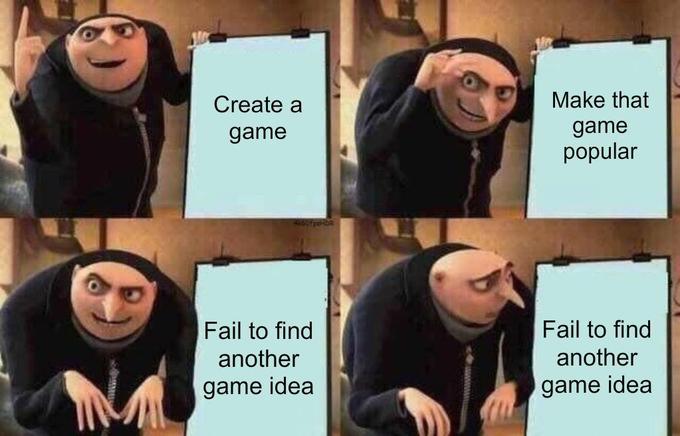 Create a
game
Make that
game
popular
Fail to find
another
game idea
Fail to find
another
game idea